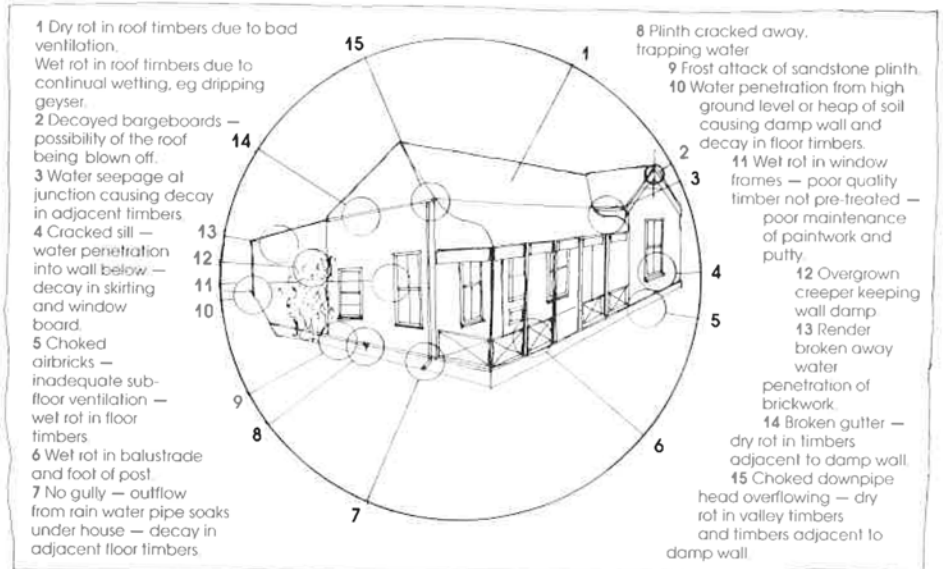 1 Dry rot in roof timbers due to bad
ventilation.
Wet rot in roof timbers due to
continual wetting, eg dripping
geyser.
2 Decayed bargeboards —
possibility of the roof
being blown off.
3 Water seepage at
junction causing decay
in adjacent timbers
4 Cracked sill —
water penetration
into wall below —
decay in skirting
and window
board.
5 Choked
airbricks —
inadequate sub-
floor ventilation —
wet rot in floor
timbers.
6 Wet rot in balustrade
and foot of post.
7 No gully — outflow
from rain water pipe soaks
under house — decay in
adjacent floor timbers
15
1
14
13
12
11
10
9
8
7
2
3
4
5
6
8 Plinth cracked away,
trapping water
9 Frost attack of sandstone plinth.
10 Water penetration from high
ground level or heap of soil
causing damp wall and
decay in floor timbers.
11 Wet rot in window
frames — poor quality
timber not pre-treated —
poor maintenance
of paintwork and
putty.
12 Overgrown
creeper keeping
wall damp
13 Render
broken away
water
penetration of
brickwork.
14 Broken gutter —
dry rot in timbers
adjacent to damp wall.
15 Choked downpipe
head overflowing — dry
rot in valley timbers
and timbers adjacent to
damp wall.